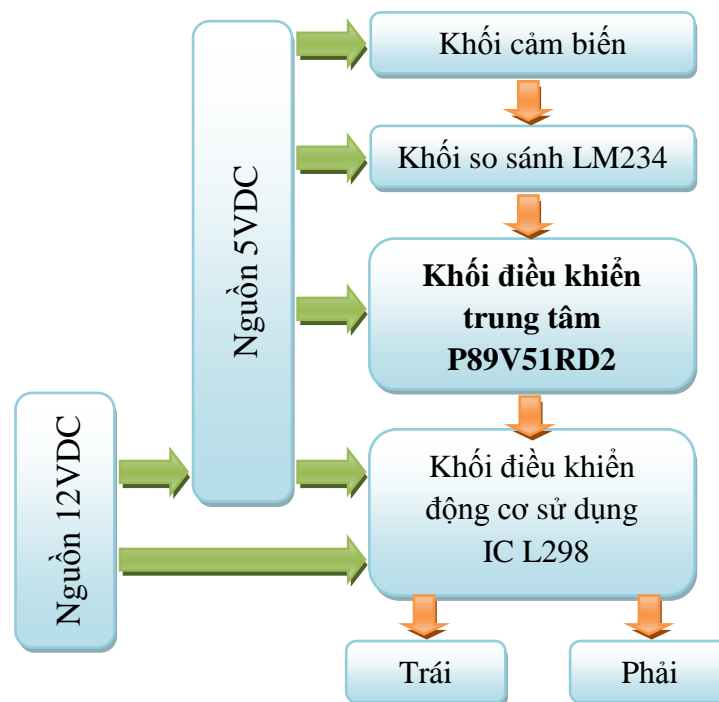 Khối cảm biến
Khối so sánh LM234
Nguồn 5VDC
Khối điều khiển
trung tâm
P89V51RD2
Nguồn 12VDC
Khối điều khiển
động cơ sử dụng
IC L298
Trái
Phải